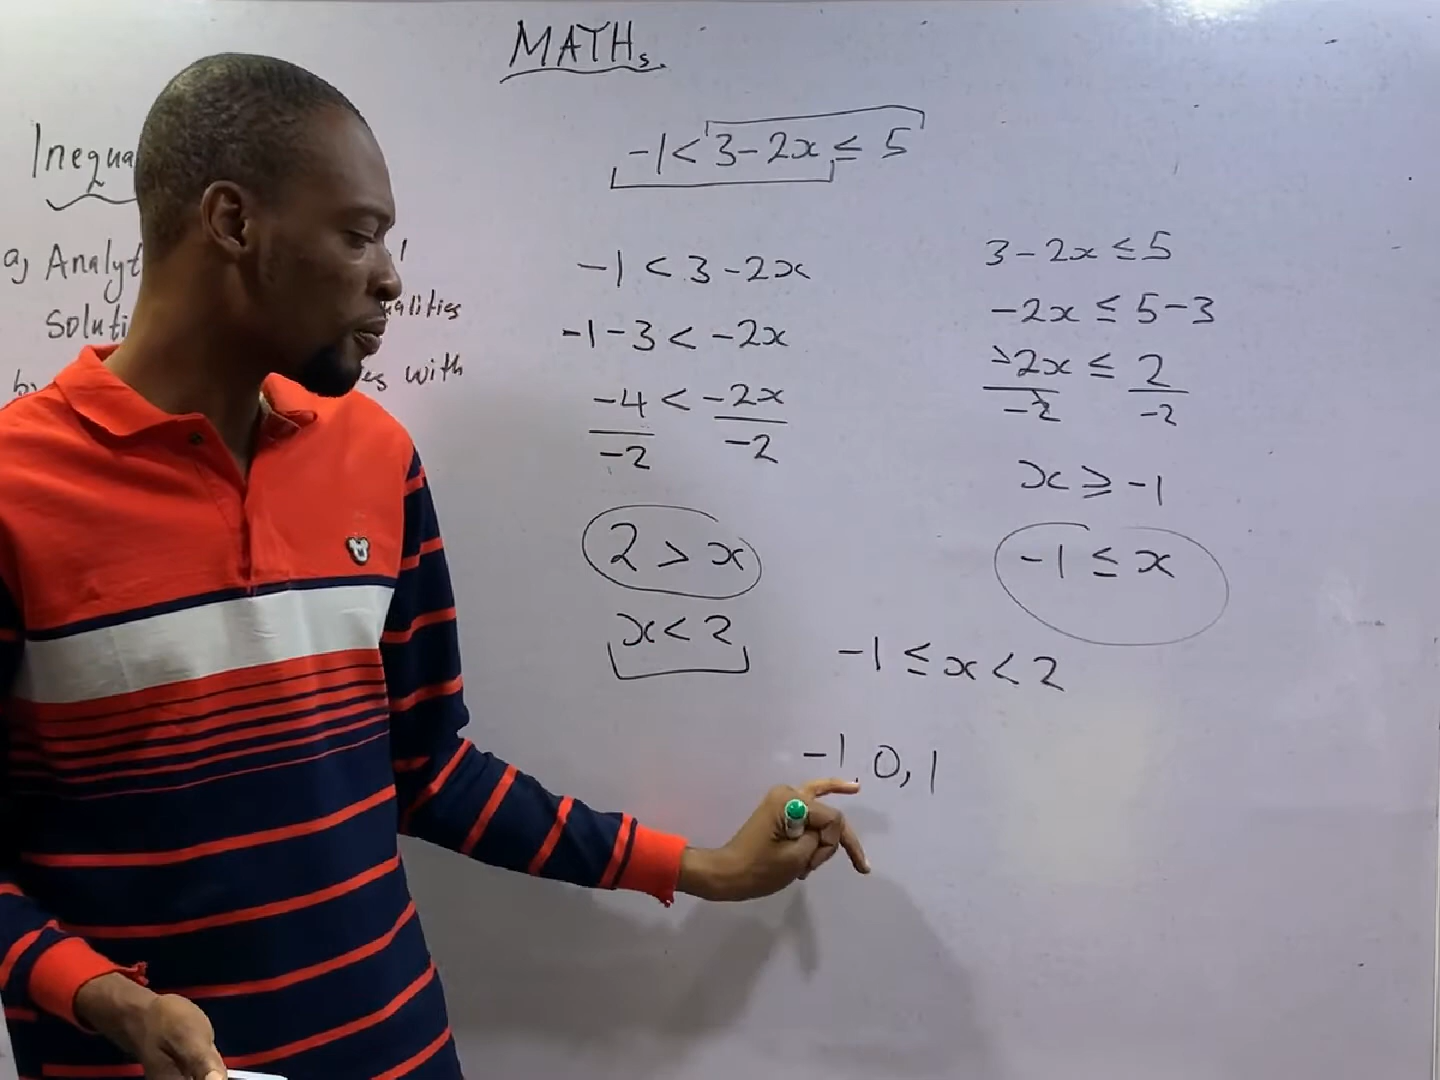 MATHs.
Inequa
a, Analyt
soluti
qualities
with
-1 < 3 - 2x ≤ 5
-1 < 3 - 2x
-1 - 3 < -2x
-4 < -2x
-2 -2
2 > x
x < 2
3 - 2x ≤ 5
-2x ≤ 5 - 3
-2x ≤ 2
-2 -2
x ≥ -1
-1 ≤ x
-1 ≤ x < 2
-1, 0, 1